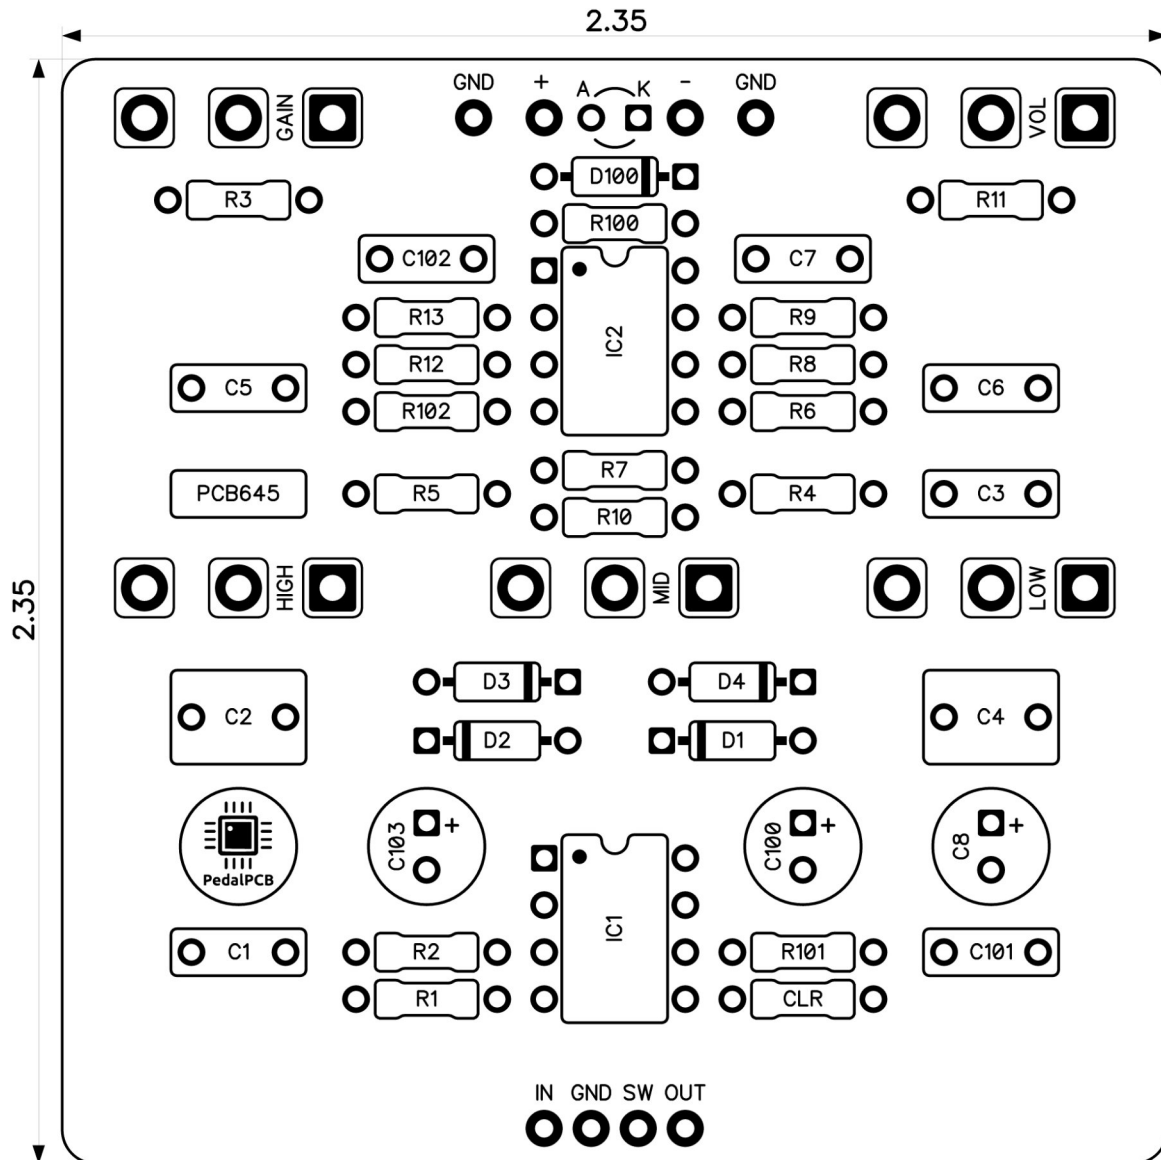 2.35
GND + A K - GND
GAIN
VOL
D100
R3
R11
R100
C102
C7
R13
R9
IC2
R12
R8
C5
C6
R102
R6
R7
PCB645
R5
R4
C3
R10
2.35
HIGH
MID
LOW
D3
D4
C2
C4
D2
D1
C103 +
C100 +
C8 +
PedalPCB
IC1
C1
R2
R101
C101
R1
CLR
IN GND SW OUT